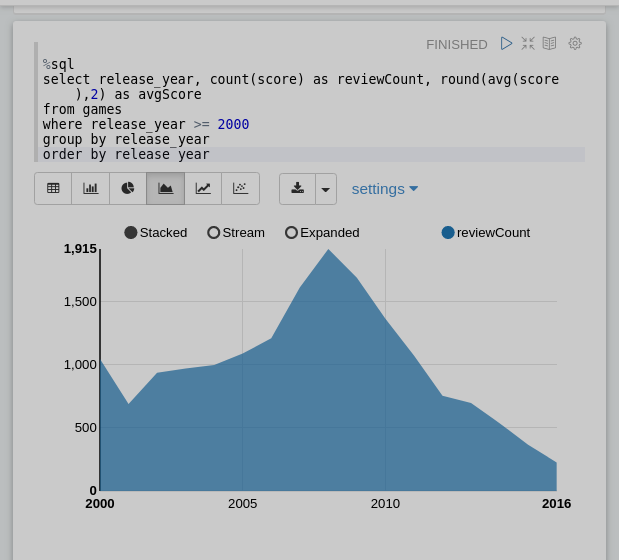 FINISHED
%sql
select release_year, count(score) as reviewCount, round(avg(score
),2) as avgScore
from games
where release_year >= 2000
group by release_year
order by release_year
settings
Stacked Stream Expanded reviewCount
1,915
1,500
1,000
500
0
2000 2005 2010 2016